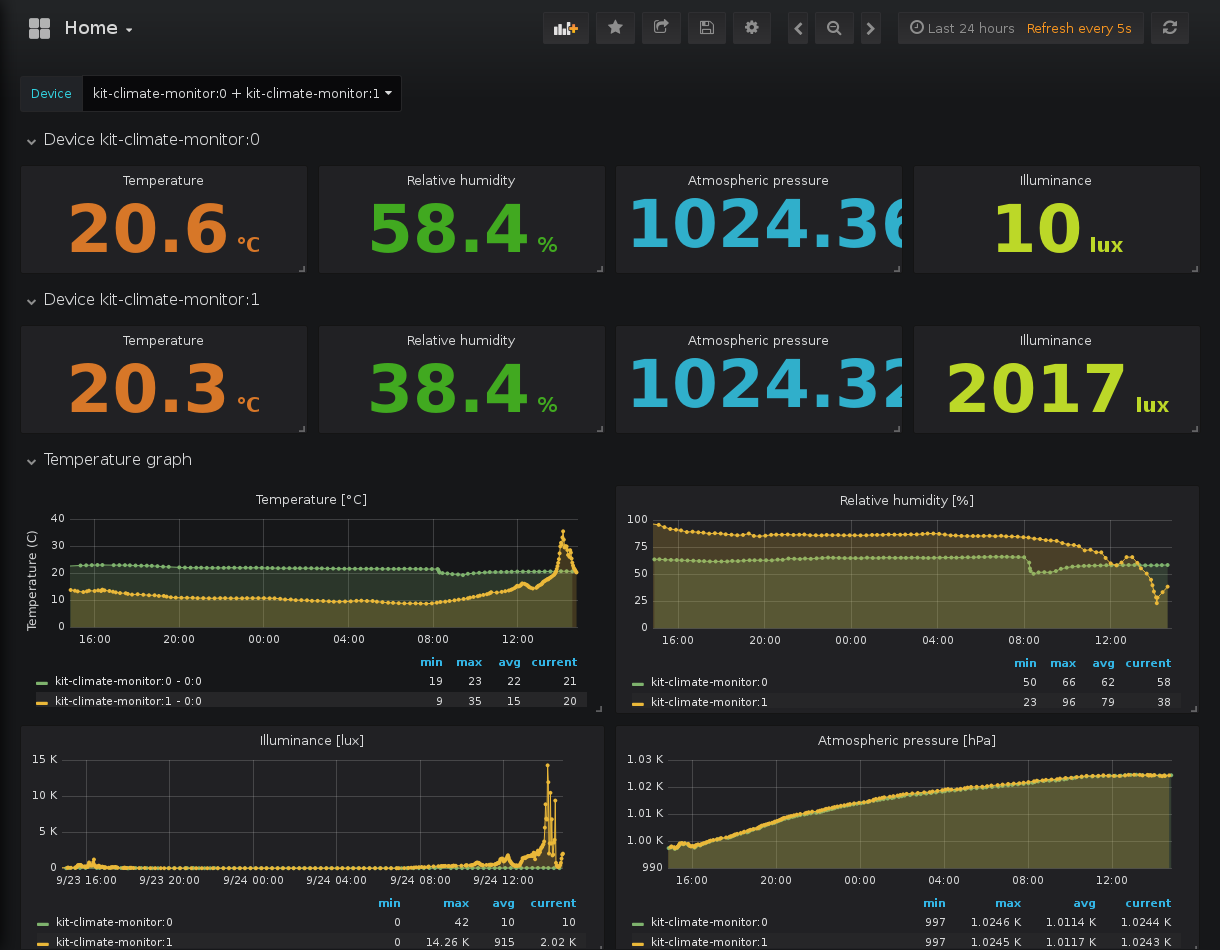 Home
Last 24 hours Refresh every 5s
Device kit-climate-monitor:0 + kit-climate-monitor:1
Device kit-climate-monitor:0
Temperature Relative humidity Atmospheric pressure Illuminance
20.6 °C 58.4 % 1024.36 10 lux
Device kit-climate-monitor:1
Temperature Relative humidity Atmospheric pressure Illuminance
20.3 °C 38.4 % 1024.32 2017 lux
Temperature graph
Temperature [°C]
Temperature (C)
40
30
20
10
0
16:00 20:00 00:00 04:00 08:00 12:00
min max avg current
kit-climate-monitor:0 - 0:0 19 23 22 21
kit-climate-monitor:1 - 0:0 9 35 15 20
Relative humidity [%]
100
75
50
25
0
16:00 20:00 00:00 04:00 08:00 12:00
min max avg current
kit-climate-monitor:0 50 66 62 58
kit-climate-monitor:1 23 96 79 38
Illuminance [lux]
15 K
10 K
5 K
0
9/23 16:00 9/23 20:00 9/24 00:00 9/24 04:00 9/24 08:00 9/24 12:00
min max avg current
kit-climate-monitor:0 0 42 10 10
kit-climate-monitor:1 0 14.26 K 915 2.02 K
Atmospheric pressure [hPa]
1.03 K
1.02 K
1.01 K
1.00 K
990
16:00 20:00 00:00 04:00 08:00 12:00
min max avg current
kit-climate-monitor:0 997 1.0246 K 1.0114 K 1.0244 K
kit-climate-monitor:1 997 1.0245 K 1.0117 K 1.0243 K